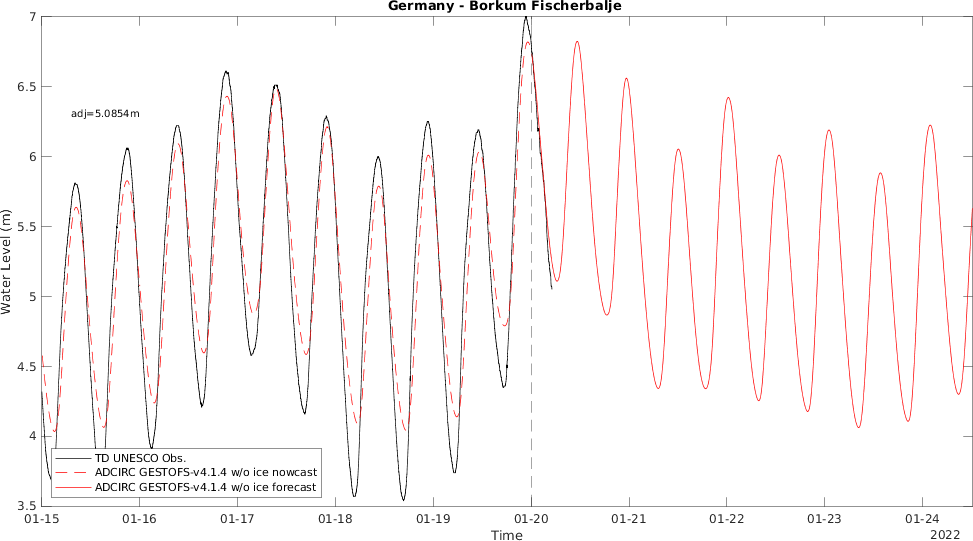 Germany - Borkum Fischerbalje
Water Level (m)
7
6.5
6
5.5
5
4.5
4
3.5
adj=5.0854m
TD UNESCO Obs.
ADCIRC GESTOFS-v4.1.4 w/o ice nowcast
ADCIRC GESTOFS-v4.1.4 w/o ice forecast
01-15 01-16 01-17 01-18 01-19 01-20 01-21 01-22 01-23 01-24
Time
2022